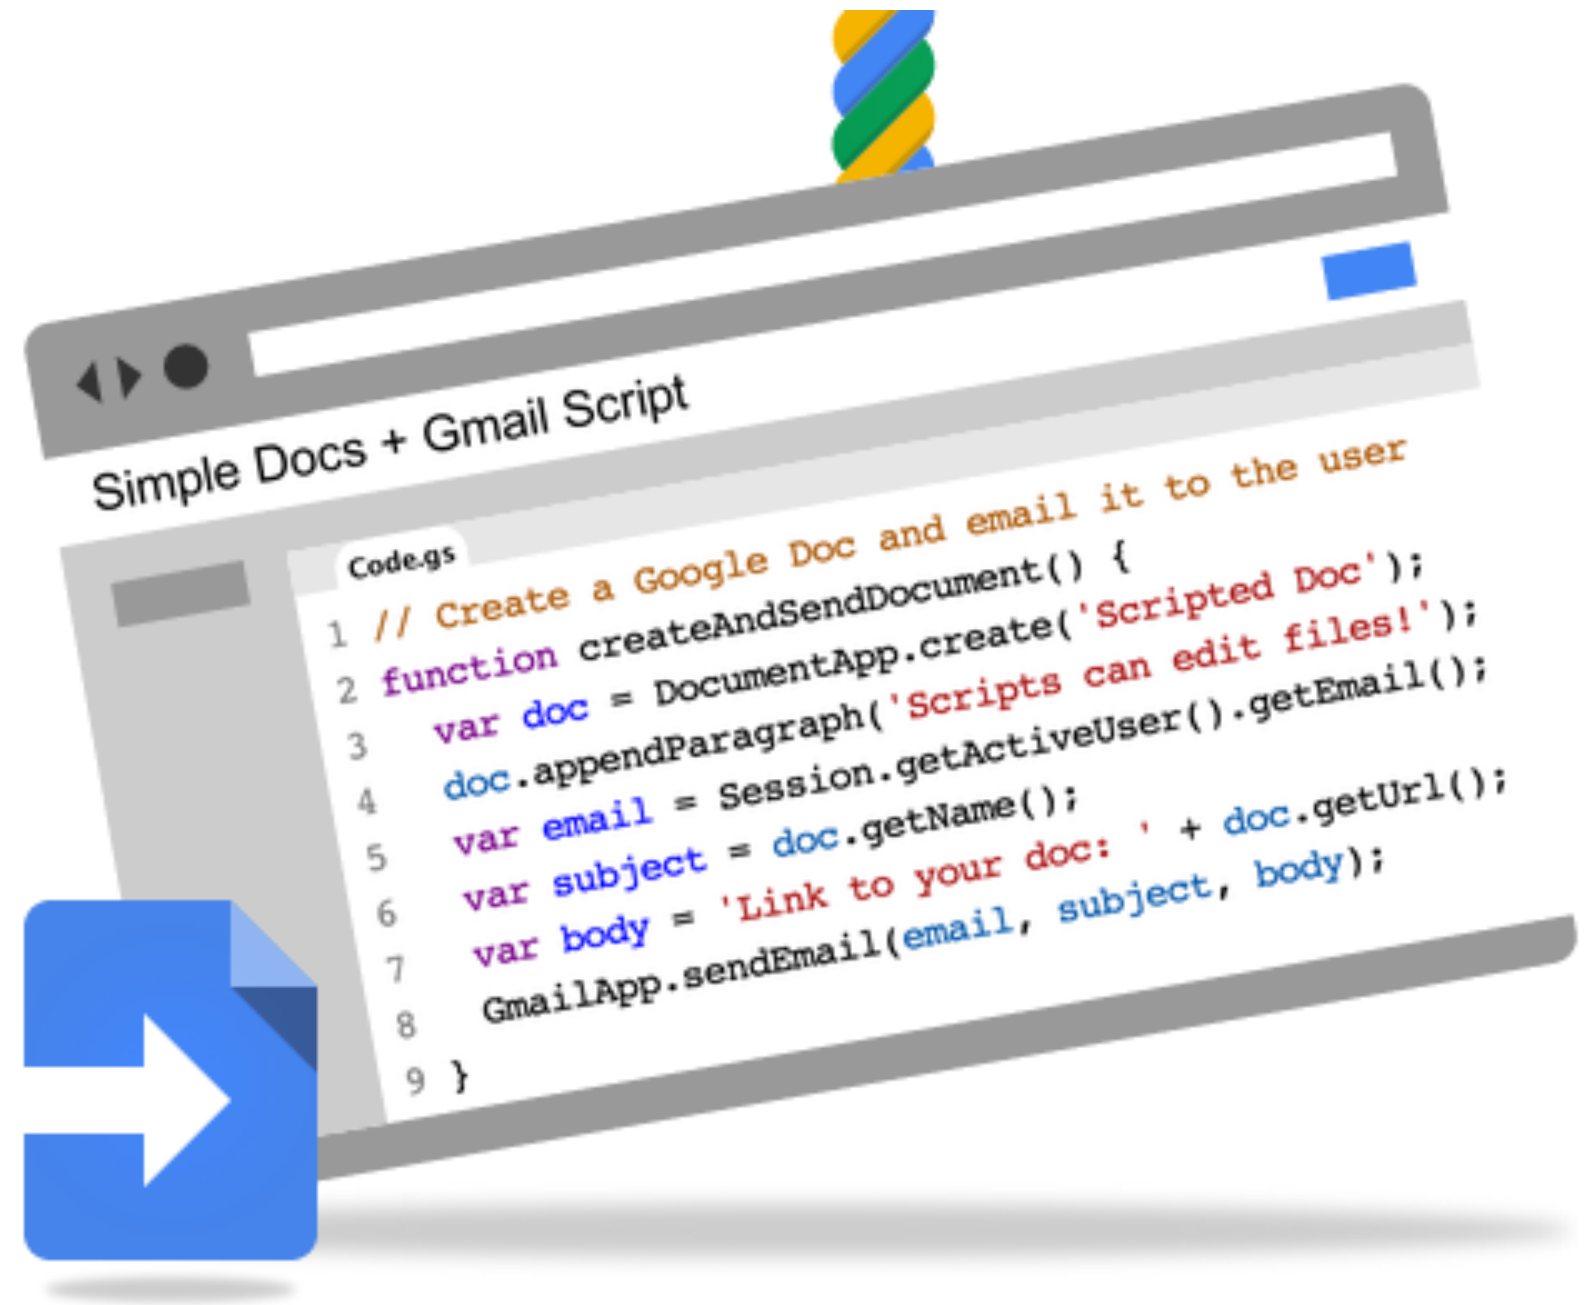 Simple Docs + Gmail Script
Code.gs
1 // Create a Google Doc and email it to the user
2 function createAndSendDocument() {
3 var doc = DocumentApp.create('Scripted Doc');
4 doc.appendParagraph('Scripts can edit files!');
5 var email = Session.getActiveUser().getEmail();
6 var subject = doc.getName();
7 var body = 'Link to your doc: ' + doc.getUrl();
8 GmailApp.sendEmail(email, subject, body);
9 }